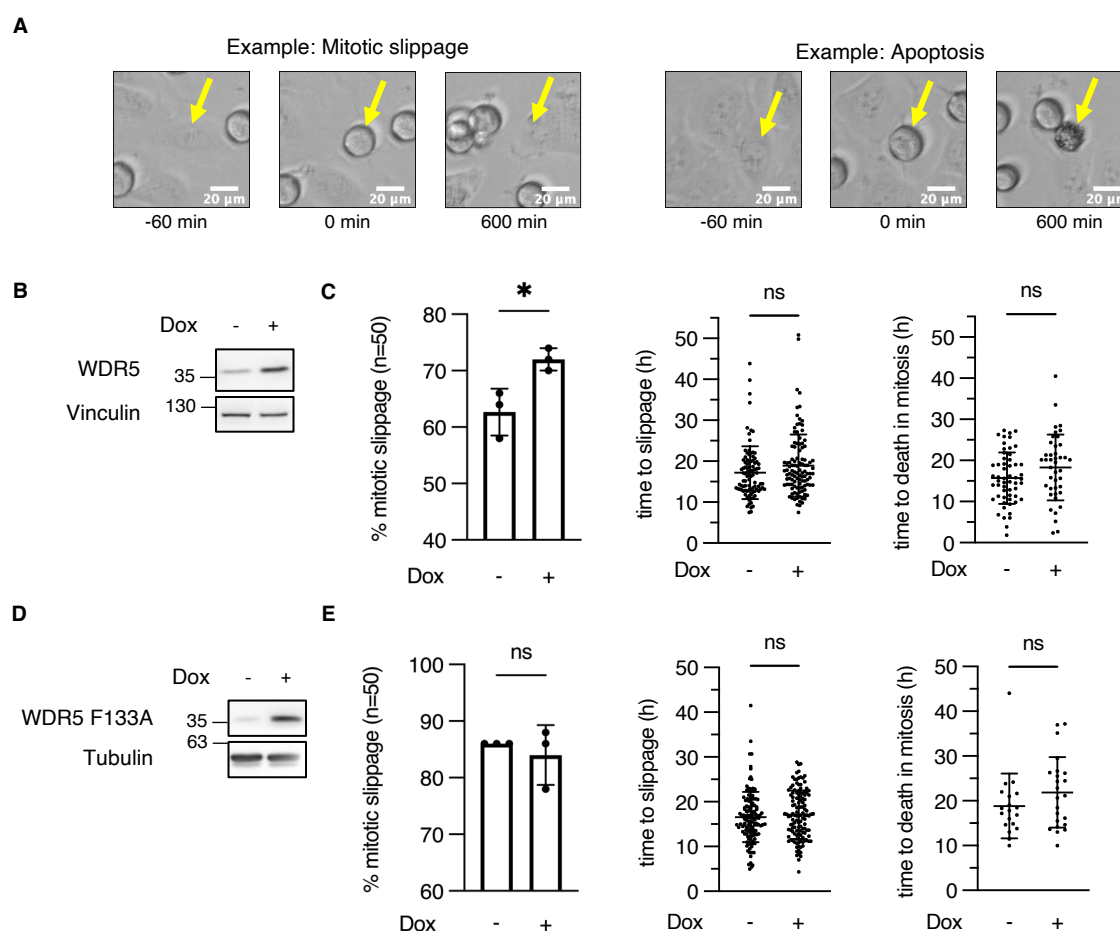 A
Example: Mitotic slippage
Example: Apoptosis
20 µm
20 µm
20 µm
20 µm
20 µm
20 µm
-60 min
0 min
600 min
-60 min
0 min
600 min
B
Dox - +
WDR5
35
Vinculin
130
C
% mitotic slippage (n=50)
80
70
60
50
40
*
Dox - +
time to slippage (h)
50
40
30
20
10
0
ns
Dox - +
time to death in mitosis (h)
50
40
30
20
10
0
ns
Dox - +
D
Dox - +
WDR5 F133A
35
63
Tubulin
E
% mitotic slippage (n=50)
100
90
80
70
60
ns
Dox - +
time to slippage (h)
50
40
30
20
10
0
ns
Dox - +
time to death in mitosis (h)
50
40
30
20
10
0
ns
Dox - +